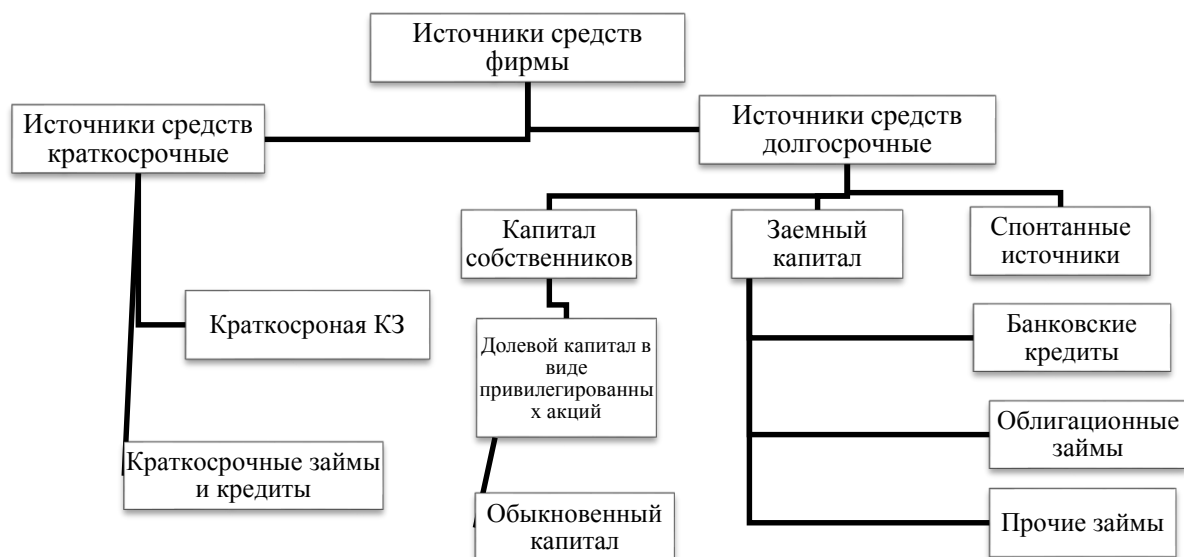 Источники средств
фирмы
Источники средств
краткосрочные
Источники средств
долгосрочные
Капитал
собственников
Заемный
капитал
Спонтанные
источники
Краткосроная КЗ
Долевой капитал в
виде
привилегированны
х акций
Банковские
кредиты
Краткосрочные займы
и кредиты
Облигационные
займы
Обыкновенный
капитал
Прочие займы